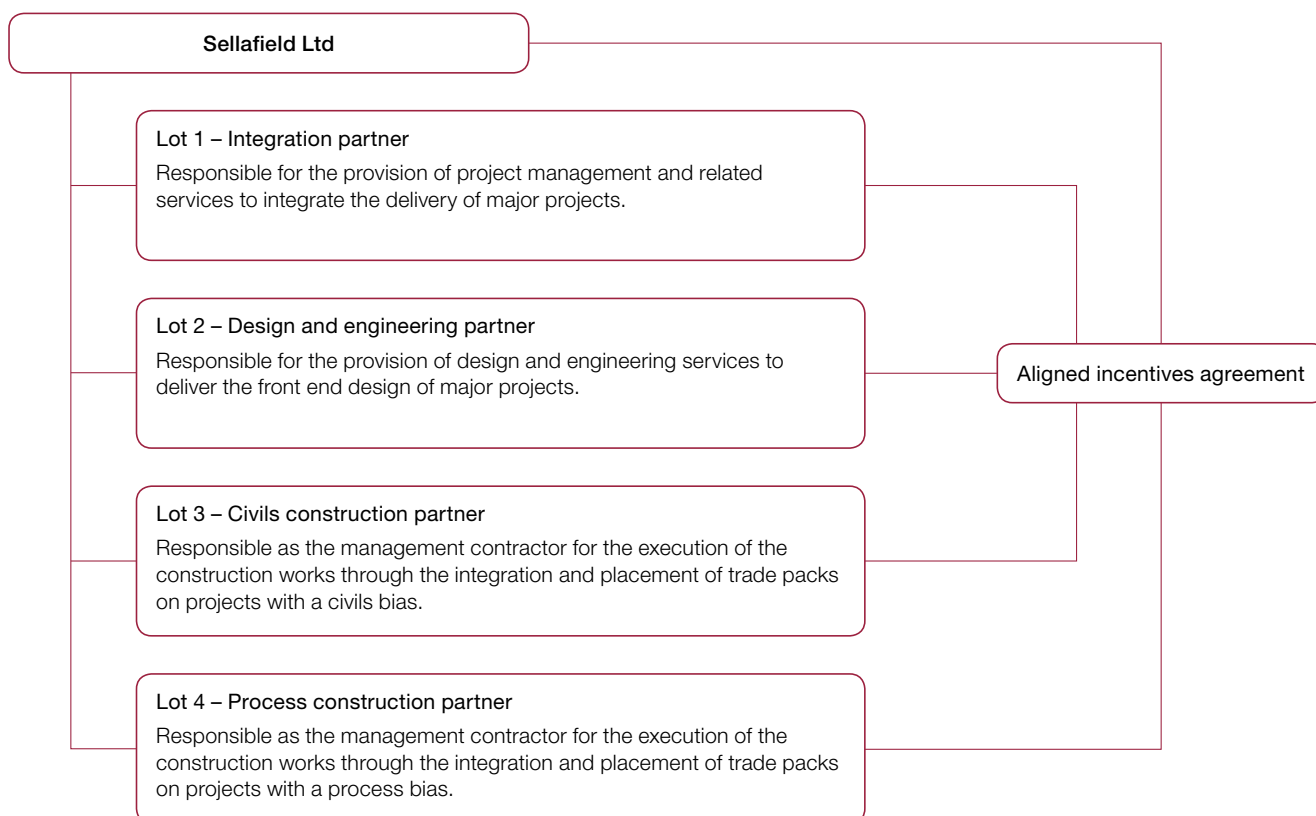 Sellafield Ltd
Lot 1 – Integration partner
Responsible for the provision of project management and related
services to integrate the delivery of major projects.
Lot 2 – Design and engineering partner
Responsible for the provision of design and engineering services to
deliver the front end design of major projects.
Aligned incentives agreement
Lot 3 – Civils construction partner
Responsible as the management contractor for the execution of the
construction works through the integration and placement of trade packs
on projects with a civils bias.
Lot 4 – Process construction partner
Responsible as the management contractor for the execution of the
construction works through the integration and placement of trade packs
on projects with a process bias.